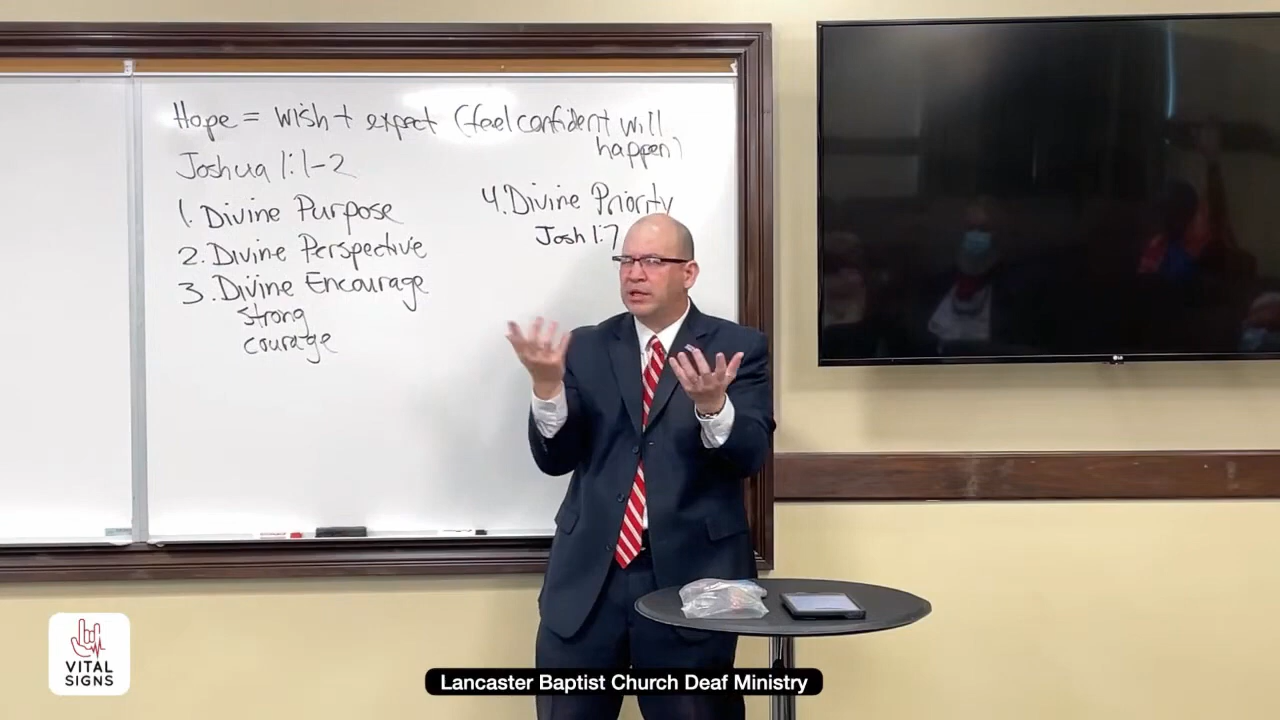 Hope = wish + expect (feel confident will
happen)
Joshua 1:1-2
1. Divine Purpose
2. Divine Perspective
3. Divine Encourage
strong
courage
4. Divine Priority
Josh 1:7
LG
VITAL
SIGNS
Lancaster Baptist Church Deaf Ministry